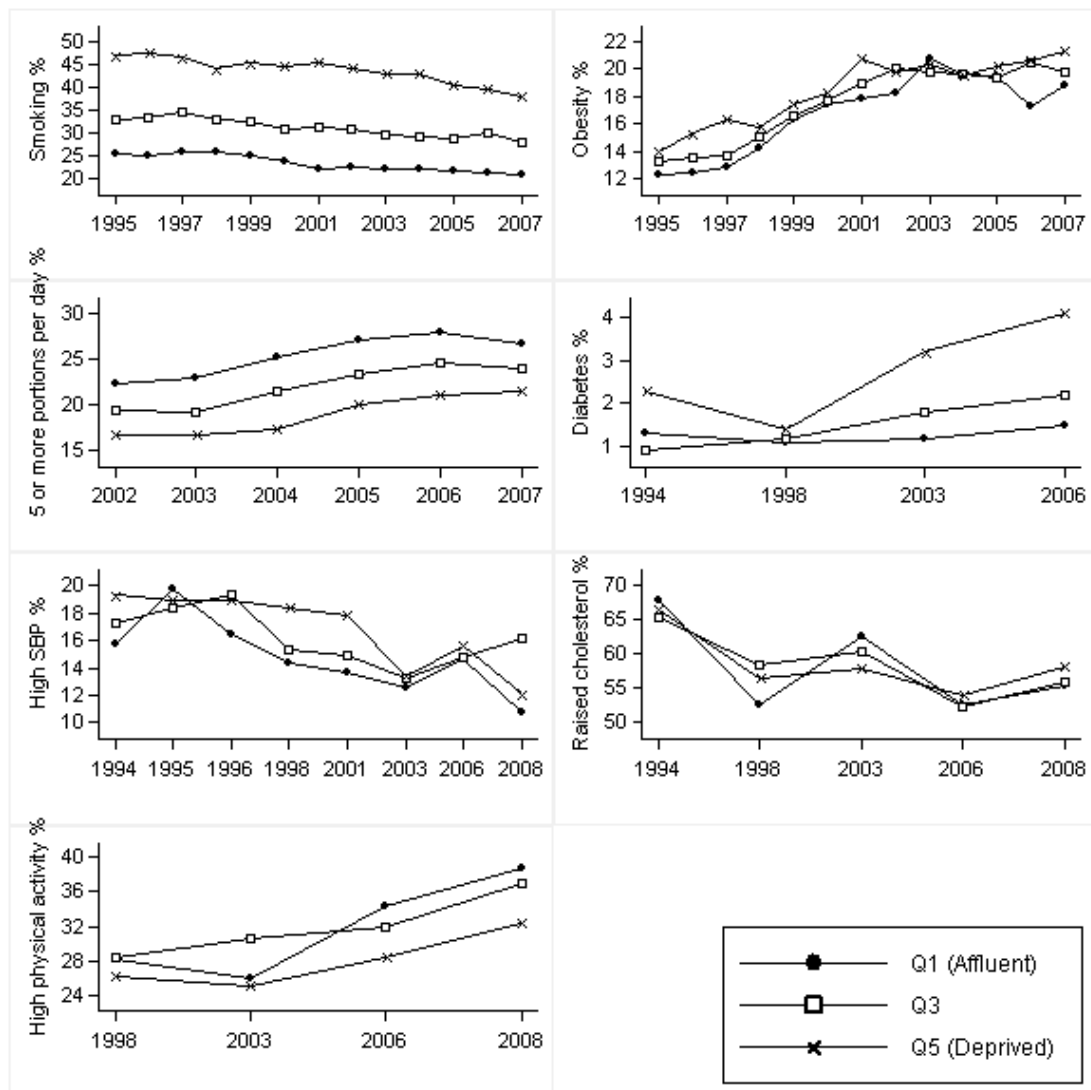 Smoking %
50
45
40
35
30
25
20
1995 1997 1999 2001 2003 2005 2007
Obesity %
22
20
18
16
14
12
1995 1997 1999 2001 2003 2005 2007
5 or more portions per day %
30
25
20
15
2002 2003 2004 2005 2006 2007
Diabetes %
4
3
2
1
1994 1998 2003 2006
High SBP %
20
18
16
14
12
10
1994 1995 1996 1998 2001 2003 2006 2008
Raised cholesterol %
70
65
60
55
50
1994 1998 2003 2006 2008
High physical activity %
40
36
32
28
24
1998 2003 2006 2008
Q1 (Affluent)
Q3
Q5 (Deprived)